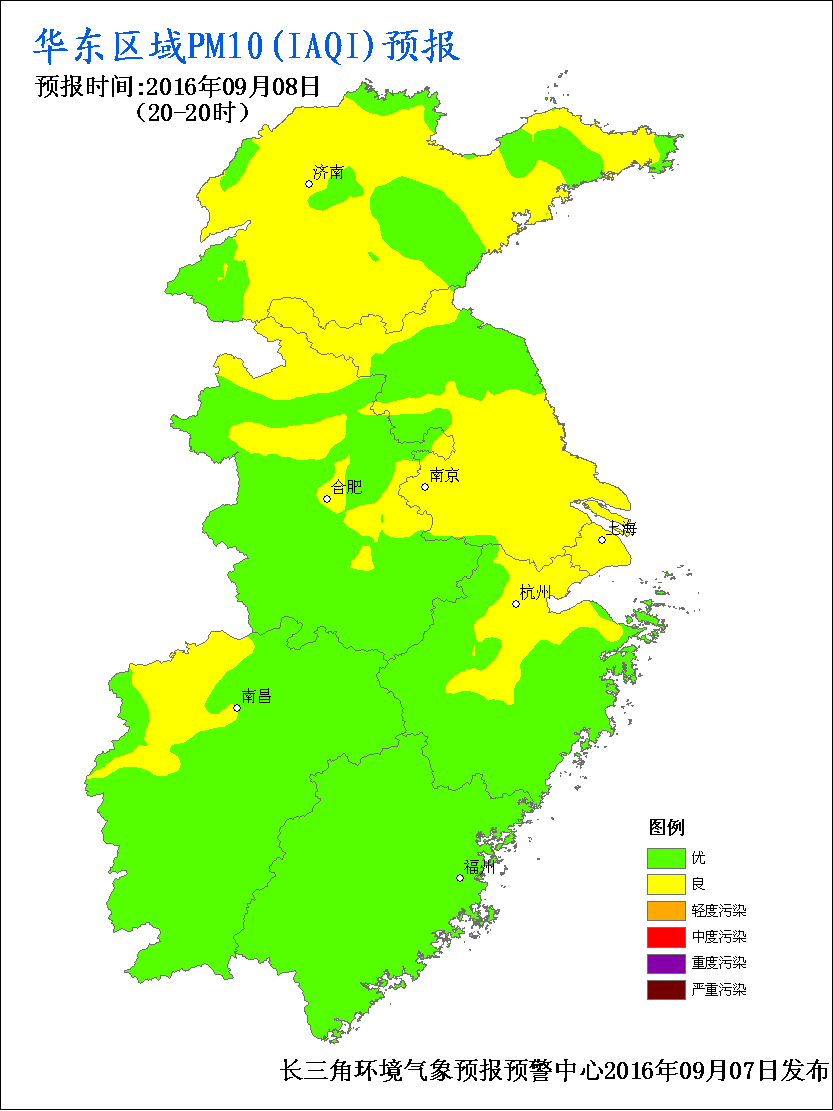 华东区域PM10(IAQI)预报
预报时间:2016年09月08日
（20-20时）
济南
南京
合肥
上海
杭州
南昌
福州
图例
优
良
轻度污染
中度污染
重度污染
严重污染
长三角环境气象预报预警中心2016年09月07日发布